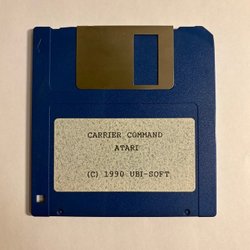 CARRIER COMMAND
ATARI
(C) 1990 UBI-SOFT